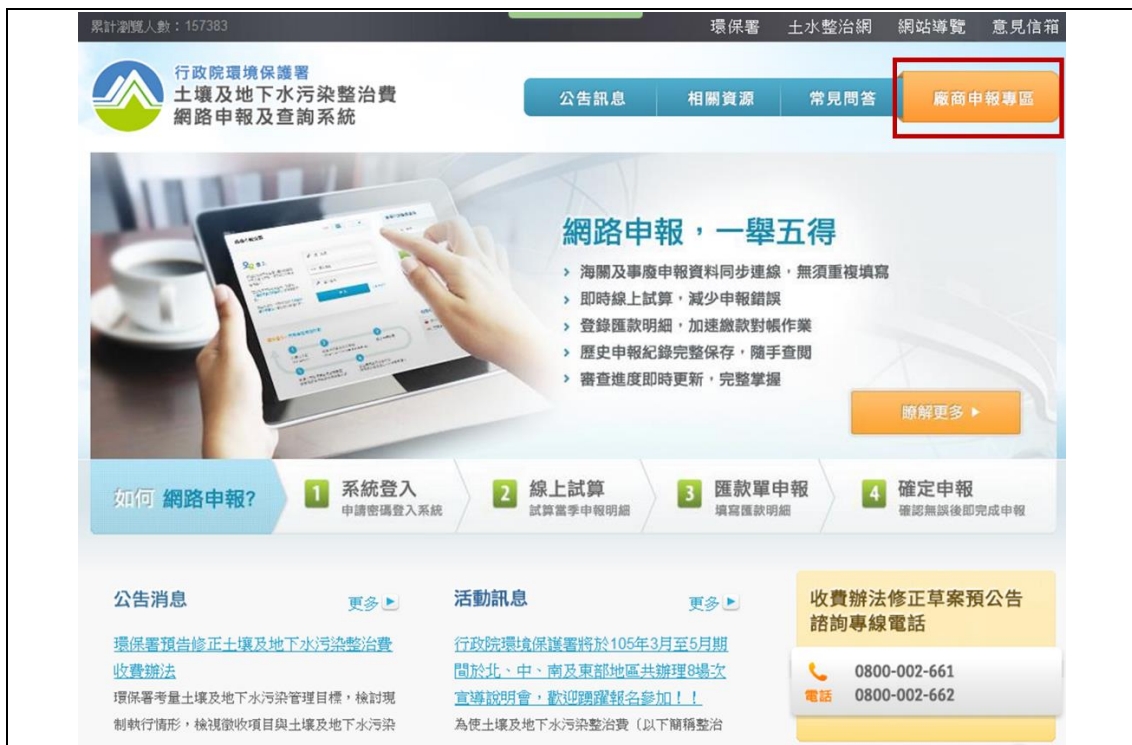 累計瀏覽人數：157383
環保署 土水整治網 網站導覽 意見信箱
行政院環境保護署
土壤及地下水污染整治費
網路申報及查詢系統
公告訊息 相關資源 常見問答 廠商申報專區
網路申報，一舉五得
› 海關及事廢申報資料同步連線，無須重複填寫
› 即時線上試算，減少申報錯誤
› 登錄匯款明細，加速繳款對帳作業
› 歷史申報紀錄完整保存，隨手查閱
› 審查進度即時更新，完整掌握
瞭解更多
如何 網路申報?
1 系統登入
申請密碼登入系統
2 線上試算
試算當季申報明細
3 匯款單申報
填寫匯款明細
4 確定申報
確認無誤後即完成申報
公告消息 更多
環保署預告修正土壤及地下水污染整治費
收費辦法
環保署考量土壤及地下水污染管理目標，檢討現
制執行情形，檢視徵收項目與土壤及地下水污染
活動訊息 更多
行政院環境保護署將於105年3月至5月期
間於北、中、南及東部地區共辦理8場次
宣導說明會，歡迎踴躍報名參加！！
為使土壤及地下水污染整治費（以下簡稱整治
收費辦法修正草案預公告
諮詢專線電話
電話
0800-002-661
0800-002-662